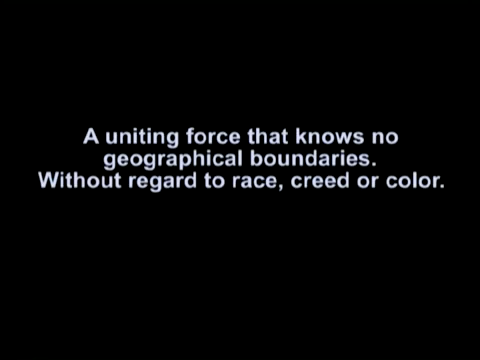 A uniting force that knows no
geographical boundaries.
Without regard to race, creed or color.